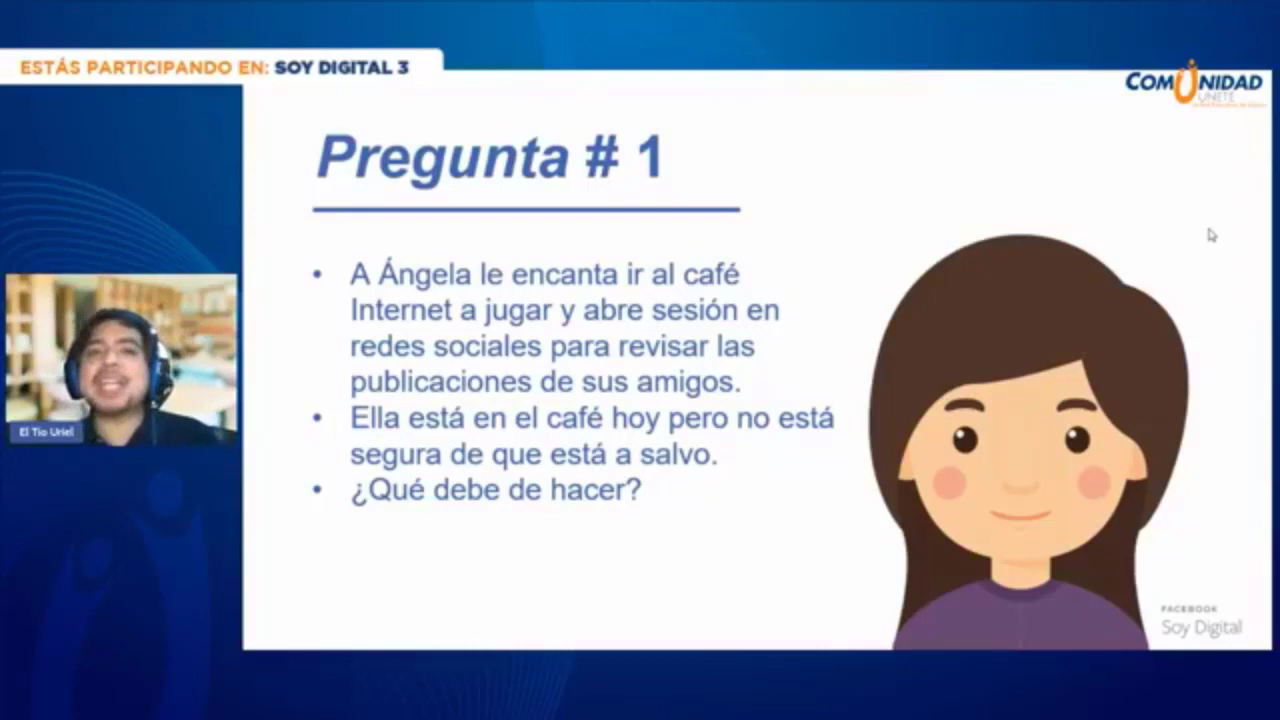 ESTÁS PARTICIPANDO EN: SOY DIGITAL 3
COMUNIDAD
ÚNETE
Pregunta # 1
• A Ángela le encanta ir al café
Internet a jugar y abre sesión en
redes sociales para revisar las
publicaciones de sus amigos.
• Ella está en el café hoy pero no está
segura de que está a salvo.
• ¿Qué debe de hacer?
El Tio Uriel
FACEBOOK
Soy Digital